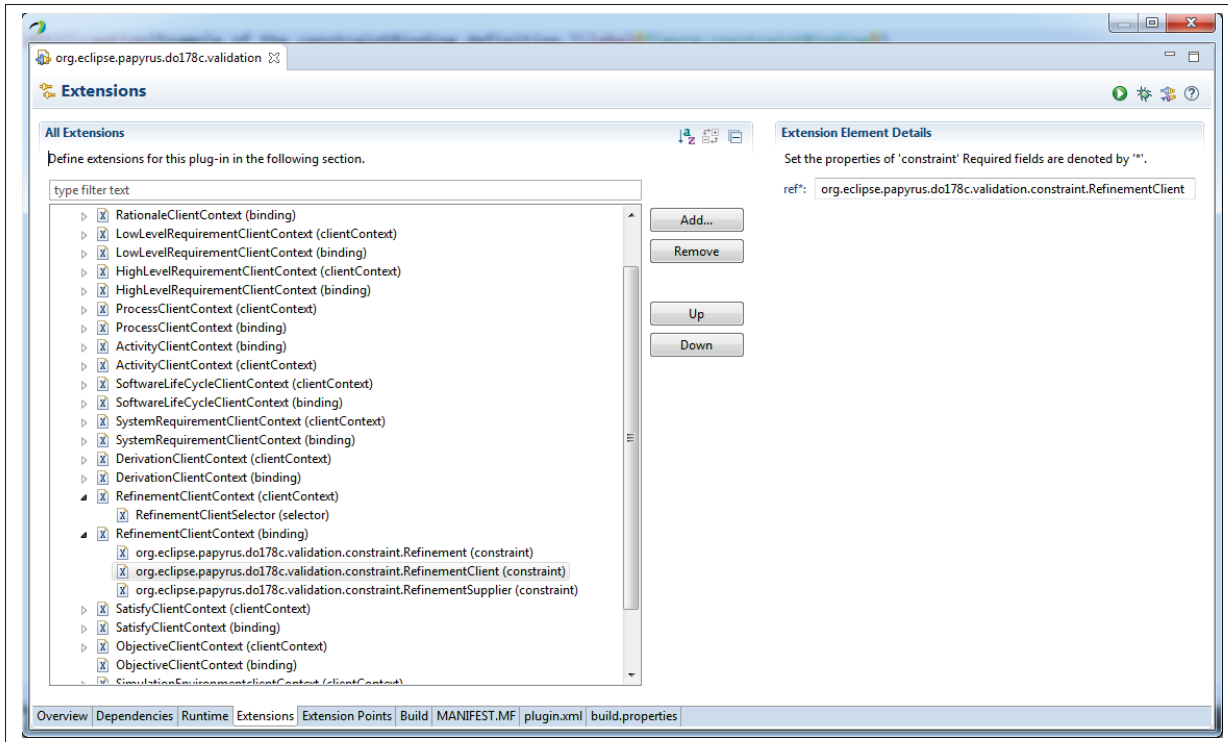 org.eclipse.papyrus.do178c.validation
Extensions
All Extensions
Define extensions for this plug-in in the following section.
type filter text
RationaleClientContext (binding)
LowLevelRequirementClientContext (clientContext)
LowLevelRequirementClientContext (binding)
HighLevelRequirementClientContext (clientContext)
HighLevelRequirementClientContext (binding)
ProcessClientContext (clientContext)
ProcessClientContext (binding)
ActivityClientContext (binding)
ActivityClientContext (clientContext)
SoftwareLifeCycleClientContext (clientContext)
SoftwareLifeCycleClientContext (binding)
SystemRequirementClientContext (clientContext)
SystemRequirementClientContext (binding)
DerivationClientContext (clientContext)
DerivationClientContext (binding)
RefinementClientContext (clientContext)
RefinementClientSelector (selector)
RefinementClientContext (binding)
org.eclipse.papyrus.do178c.validation.constraint.Refinement (constraint)
org.eclipse.papyrus.do178c.validation.constraint.RefinementClient (constraint)
org.eclipse.papyrus.do178c.validation.constraint.RefinementSupplier (constraint)
SatisfyClientContext (clientContext)
SatisfyClientContext (binding)
ObjectiveClientContext (clientContext)
ObjectiveClientContext (binding)
SimulationEnvironmentclientContext (clientContext)
Add...
Remove
Up
Down
Extension Element Details
Set the properties of 'constraint' Required fields are denoted by '*'.
ref*: org.eclipse.papyrus.do178c.validation.constraint.RefinementClient
Overview Dependencies Runtime Extensions Extension Points Build MANIFEST.MF plugin.xml build.properties